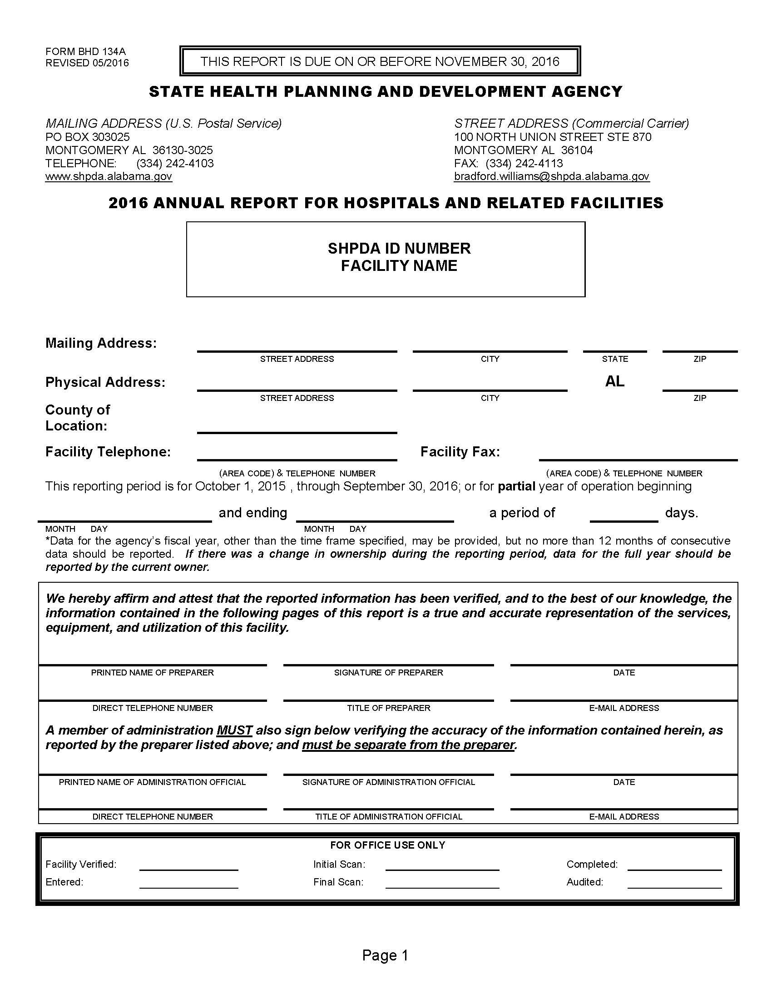 FORM BHD 134A
REVISED 05/2016
THIS REPORT IS DUE ON OR BEFORE NOVEMBER 30, 2016
STATE HEALTH PLANNING AND DEVELOPMENT AGENCY
MAILING ADDRESS (U.S. Postal Service)
PO BOX 303025
MONTGOMERY AL 36130-3025
TELEPHONE: (334) 242-4103
www.shpda.alabama.gov
STREET ADDRESS (Commercial Carrier)
100 NORTH UNION STREET STE 870
MONTGOMERY AL 36104
FAX: (334) 242-4113
bradford.williams@shpda.alabama.gov
2016 ANNUAL REPORT FOR HOSPITALS AND RELATED FACILITIES
SHPDA ID NUMBER
FACILITY NAME
Mailing Address:
STREET ADDRESS CITY STATE ZIP
Physical Address: AL
STREET ADDRESS CITY ZIP
County of
Location:
Facility Telephone: Facility Fax:
(AREA CODE) & TELEPHONE NUMBER (AREA CODE) & TELEPHONE NUMBER
This reporting period is for October 1, 2015 , through September 30, 2016; or for partial year of operation beginning
and ending a period of days.
MONTH DAY MONTH DAY
*Data for the agency's fiscal year, other than the time frame specified, may be provided, but no more than 12 months of consecutive
data should be reported. If there was a change in ownership during the reporting period, data for the full year should be
reported by the current owner.
We hereby affirm and attest that the reported information has been verified, and to the best of our knowledge, the
information contained in the following pages of this report is a true and accurate representation of the services,
equipment, and utilization of this facility.
PRINTED NAME OF PREPARER SIGNATURE OF PREPARER DATE
DIRECT TELEPHONE NUMBER TITLE OF PREPARER E-MAIL ADDRESS
A member of administration MUST also sign below verifying the accuracy of the information contained herein, as
reported by the preparer listed above; and must be separate from the preparer.
PRINTED NAME OF ADMINISTRATION OFFICIAL SIGNATURE OF ADMINISTRATION OFFICIAL DATE
DIRECT TELEPHONE NUMBER TITLE OF ADMINISTRATION OFFICIAL E-MAIL ADDRESS
FOR OFFICE USE ONLY
Facility Verified: Initial Scan: Completed:
Entered: Final Scan: Audited:
Page 1